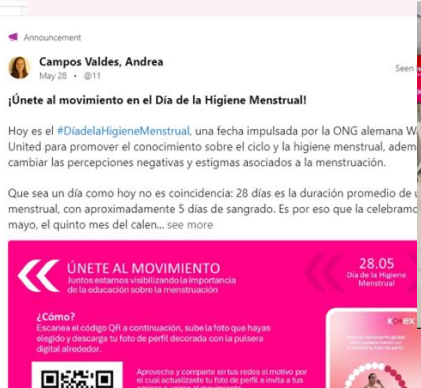 Announcement
Campos Valdes, Andrea
May 28 • @11
Seen
¡Únete al movimiento en el Día de la Higiene Menstrual!
Hoy es el #DíadelaHigieneMenstrual, una fecha impulsada por la ONG alemana W
United para promover el conocimiento sobre el ciclo y la higiene menstrual, adem
cambiar las percepciones negativas y estigmas asociados a la menstruación.
Que sea un día como hoy no es coincidencia: 28 días es la duración promedio de
menstrual, con aproximadamente 5 días de sangrado. Es por eso que la celebramo
mayo, el quinto mes del calen... see more
ÚNETE AL MOVIMIENTO
Juntos estamos visibilizando la importancia
de la educación sobre la menstruación
28.05
Día de la Higiene
Menstrual
¿Cómo?
Escanea el código QR a continuación, sube la foto que hayas
elegido y descarga tu foto de perfil decorada con la pulsera
digital alrededor.
Aprovecha y comparte en tus redes el motivo por
el cual actualizaste tu foto de perfil e invita a tus
Kotex